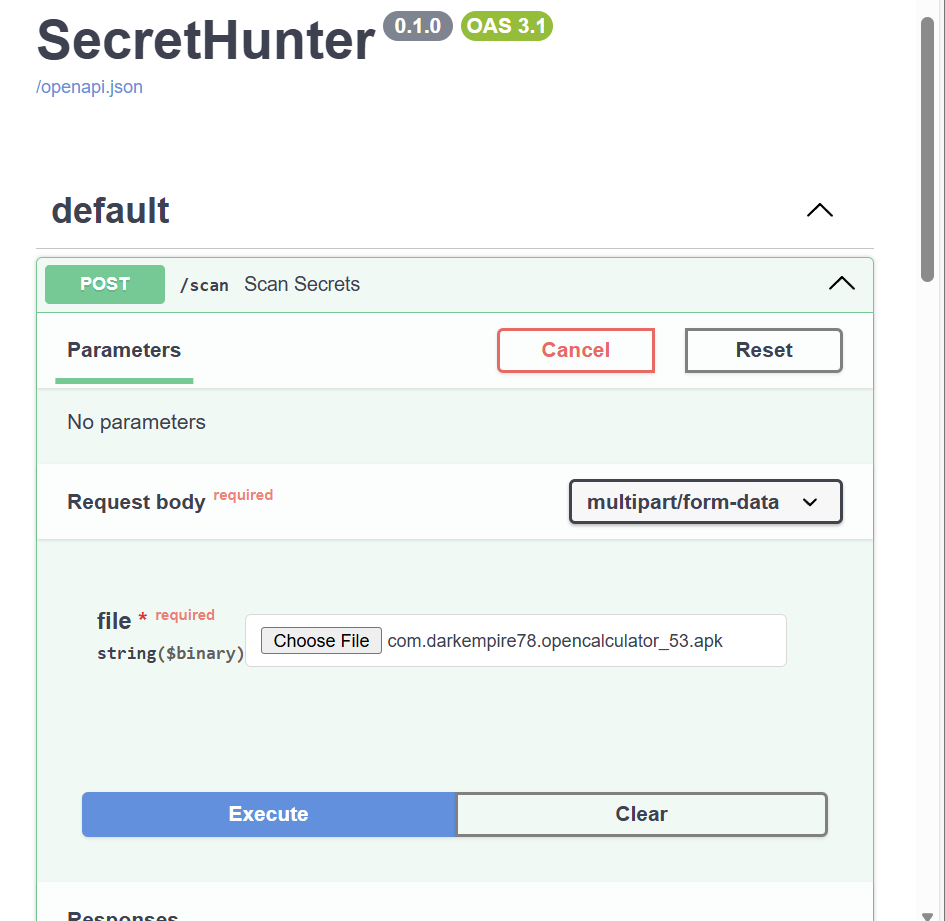 SecretHunter 0.1.0 OAS 3.1
/openapi.json
default
POST /scan Scan Secrets
Parameters Cancel Reset
No parameters
Request body required multipart/form-data
file * required
Choose File com.darkempire78.opencalculator_53.apk
string($binary)
Execute Clear
Responses